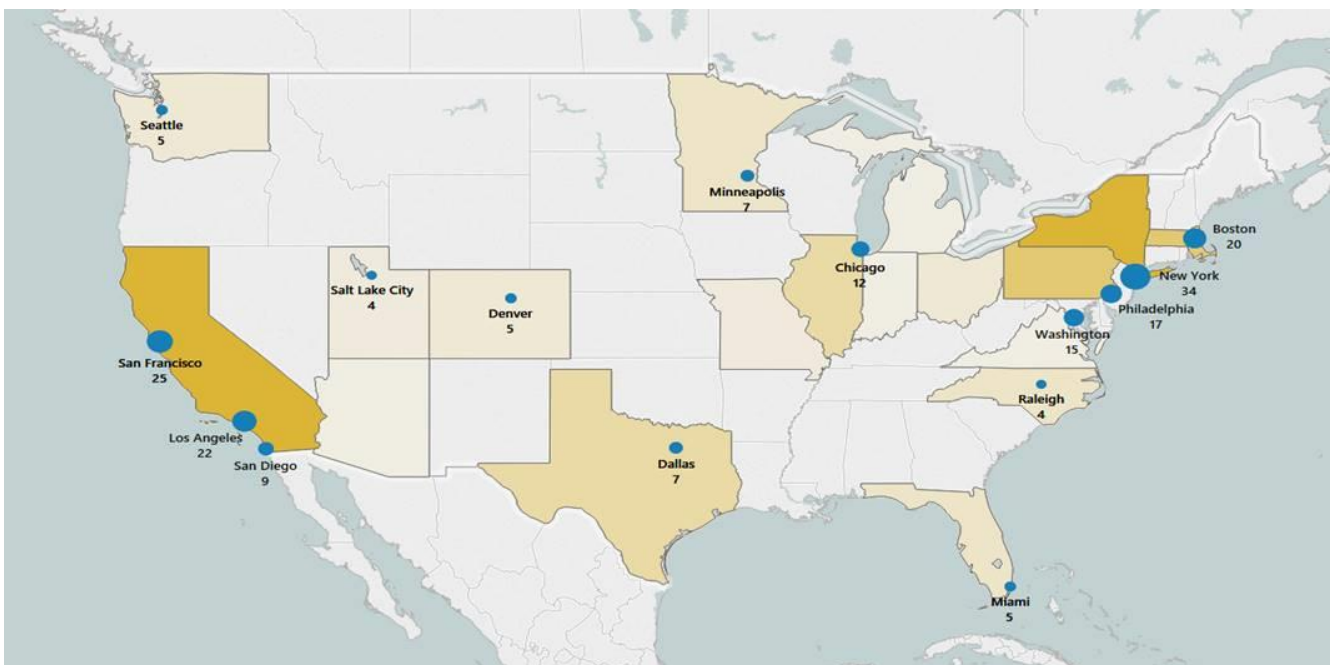 Seattle
5
Minneapolis
7
Boston
20
Chicago
12
New York
34
Salt Lake City
4
Denver
5
Philadelphia
17
Washington
15
San Francisco
25
Raleigh
4
Los Angeles
22
San Diego
9
Dallas
7
Miami
5